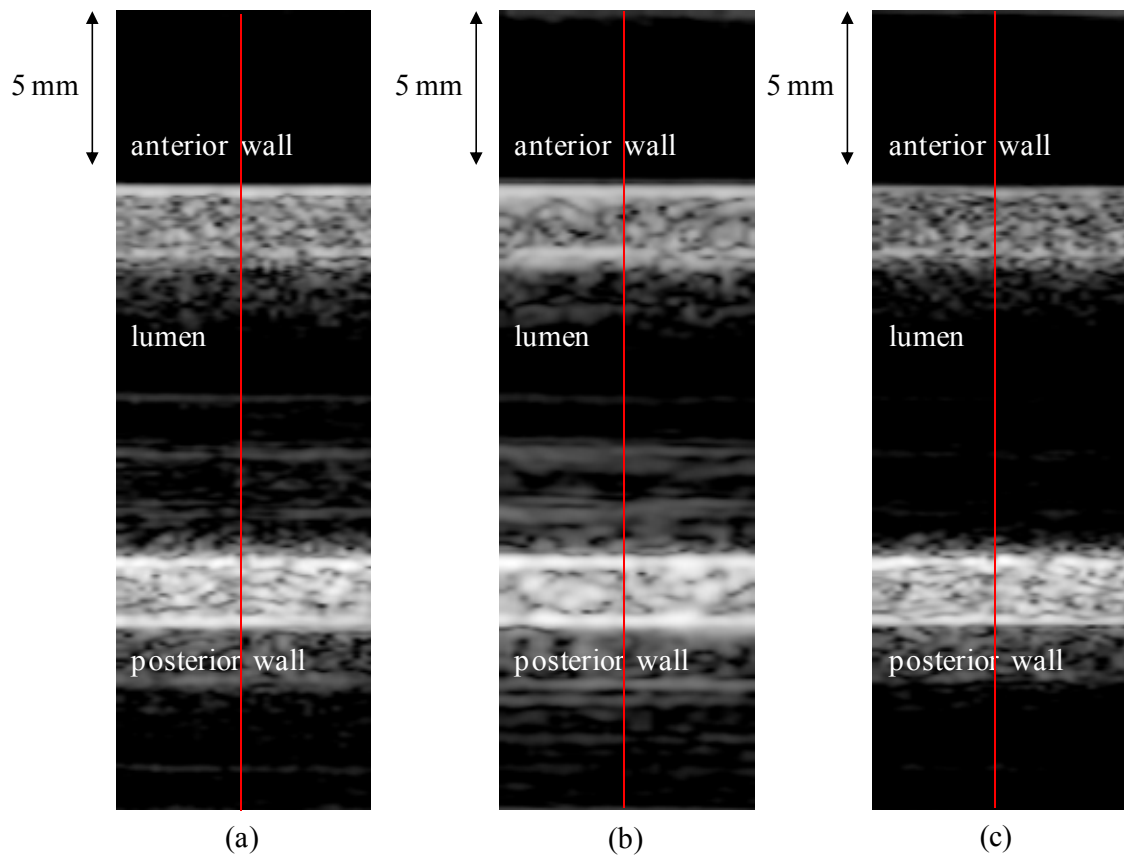 5 mm
5 mm
5 mm
anterior wall
anterior wall
anterior wall
lumen
lumen
lumen
posterior wall
posterior wall
posterior wall
(a)
(b)
(c)